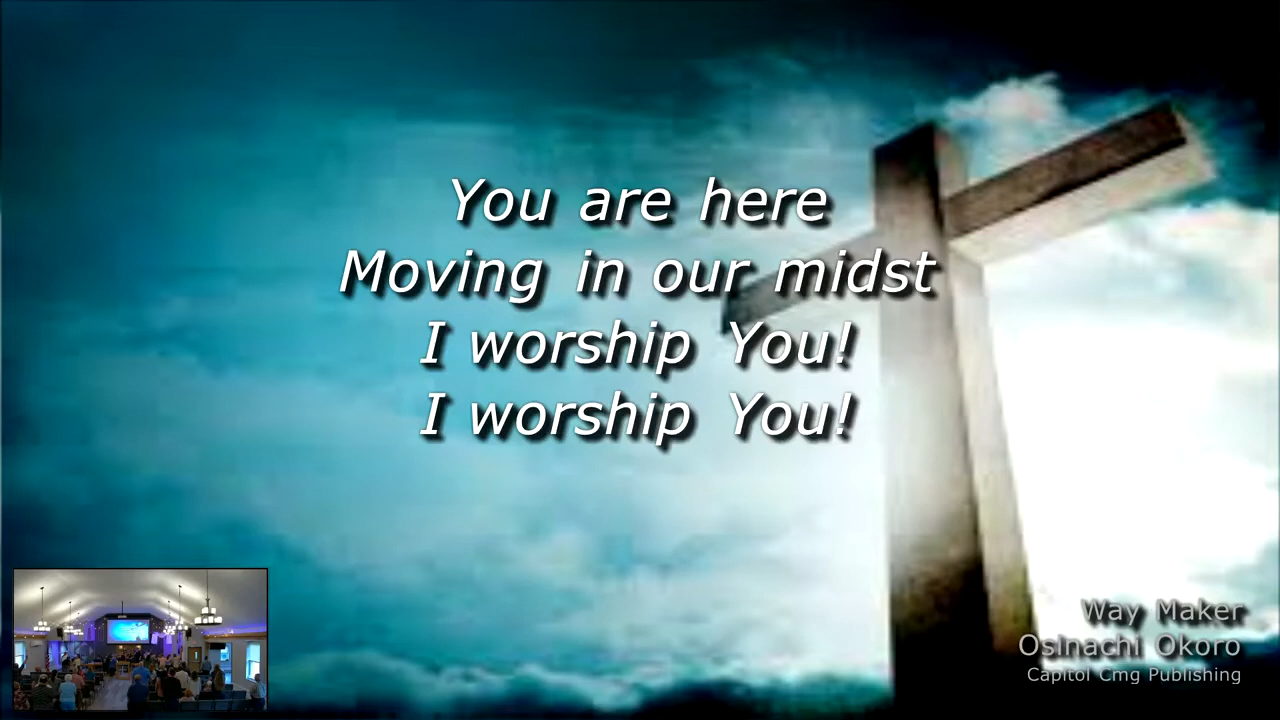 You are here
Moving in our midst
I worship You!
I worship You!
Way Maker
Osinachi Okoro
Capitol Cmg Publishing